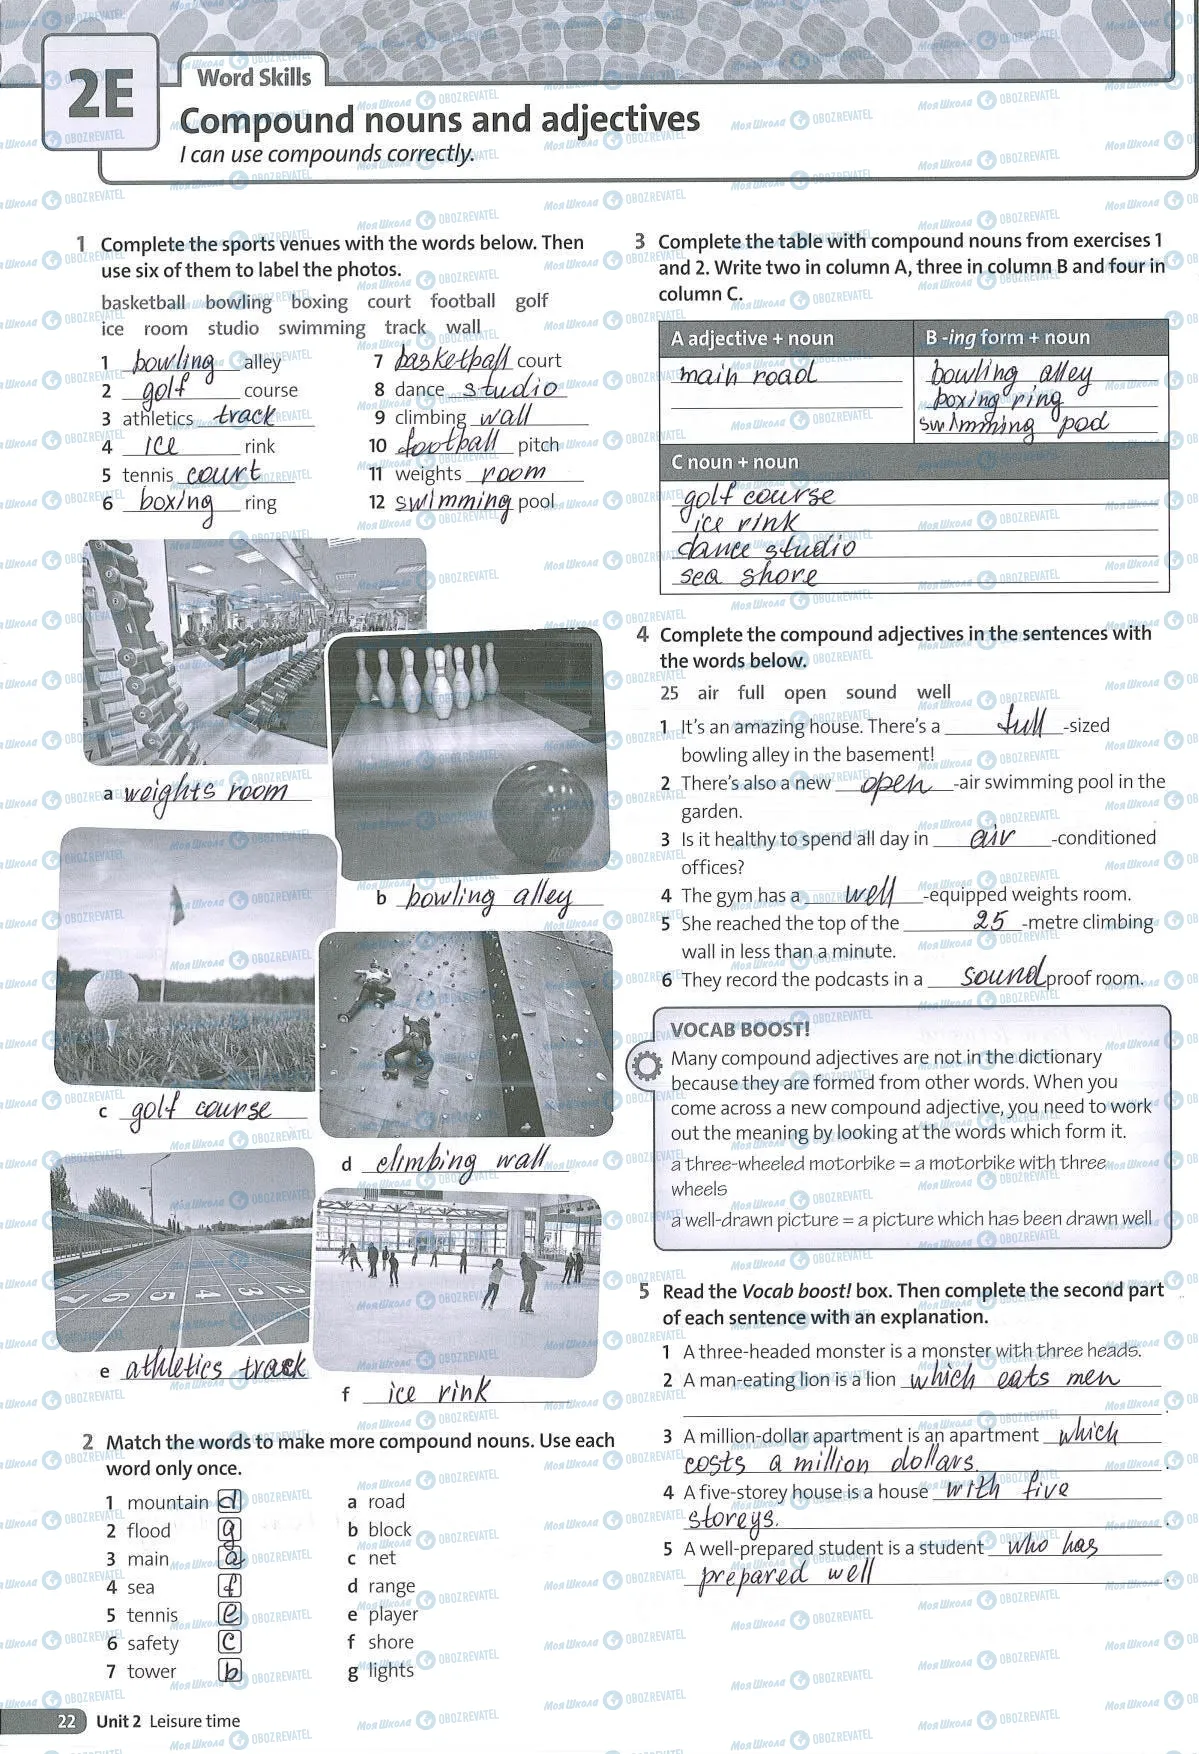 2E
Word Skills
Compound nouns and adjectives
I can use compounds correctly.
1 Complete the sports venues with the words below. Then
use six of them to label the photos.
basketball bowling boxing court football golf
ice room studio swimming track wall
1 bowling alley
2 golf course
3 athletics track
4 ice rink
5 tennis court
6 boxing ring
7 basketball court
8 dance studio
9 climbing wall
10 football pitch
11 weights room
12 swimming pool
a weights room
b bowling alley
c golf course
d climbing wall
e athletics track
f ice rink
2 Match the words to make more compound nouns. Use each
word only once.
1 mountain d
2 flood g
3 main a
4 sea f
5 tennis e
6 safety c
7 tower b
a road
b block
c net
d range
e player
f shore
g lights
3 Complete the table with compound nouns from exercises 1
and 2. Write two in column A, three in column B and four in
column C.
A adjective + noun
main road
B -ing form + noun
bowling alley
boxing ring
swimming pool
C noun + noun
golf course
ice rink
dance studio
sea shore
4 Complete the compound adjectives in the sentences with
the words below.
25 air full open sound well
1 It's an amazing house. There's a full -sized
bowling alley in the basement!
2 There's also a new open -air swimming pool in the
garden.
3 Is it healthy to spend all day in air -conditioned
offices?
4 The gym has a well -equipped weights room.
5 She reached the top of the 25 -metre climbing
wall in less than a minute.
6 They record the podcasts in a sound proof room.
VOCAB BOOST!
Many compound adjectives are not in the dictionary
because they are formed from other words. When you
come across a new compound adjective, you need to work
out the meaning by looking at the words which form it.
a three-wheeled motorbike = a motorbike with three
wheels
a well-drawn picture = a picture which has been drawn well
5 Read the Vocab boost! box. Then complete the second part
of each sentence with an explanation.
1 A three-headed monster is a monster with three heads.
2 A man-eating lion is a lion which eats men
.
3 A million-dollar apartment is an apartment which
costs a million dollars.
4 A five-storey house is a house with five
storeys.
5 A well-prepared student is a student who has
prepared well .
22 Unit 2 Leisure time
Моя Школа OBOZREVATEL